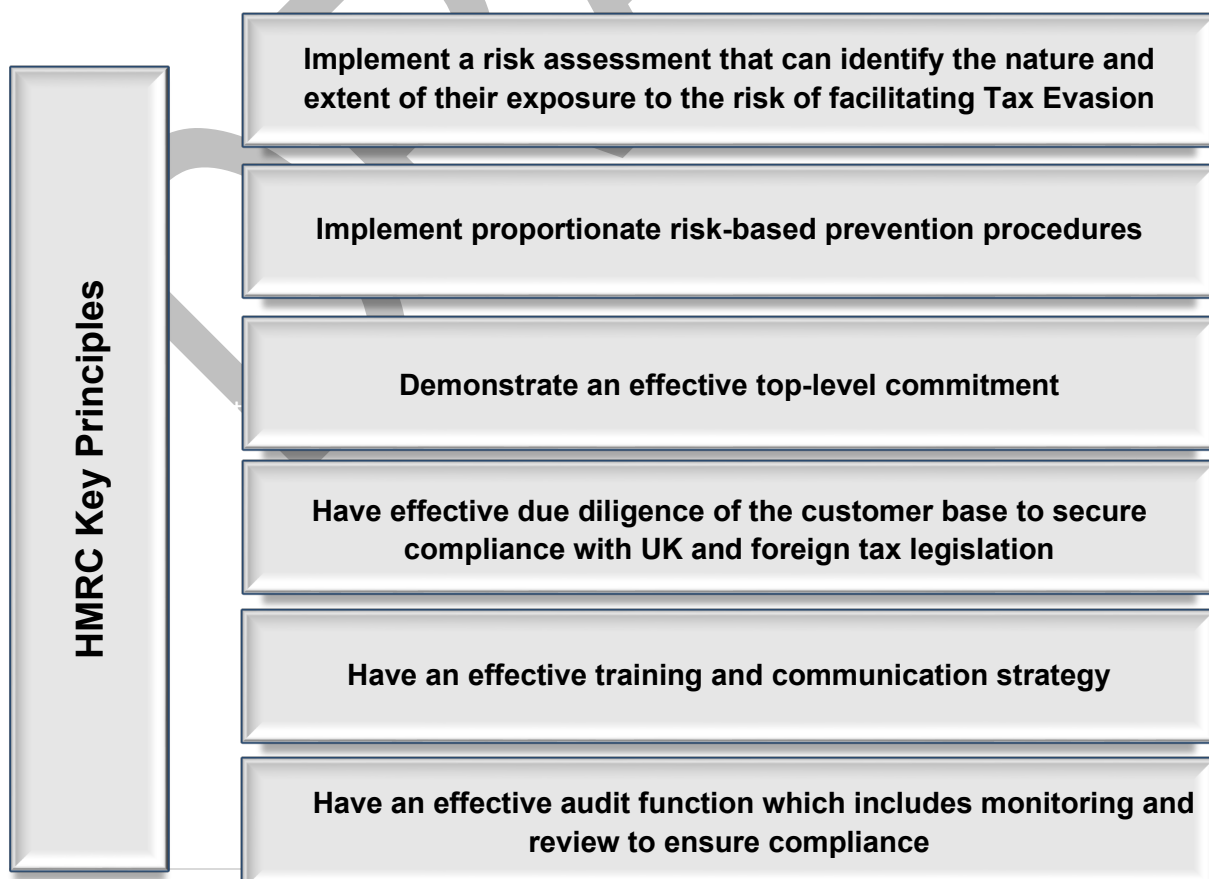 HMRC Key Principles
Implement a risk assessment that can identify the nature and
extent of their exposure to the risk of facilitating Tax Evasion
Implement proportionate risk-based prevention procedures
Demonstrate an effective top-level commitment
Have effective due diligence of the customer base to secure
compliance with UK and foreign tax legislation
Have an effective training and communication strategy
Have an effective audit function which includes monitoring and
review to ensure compliance